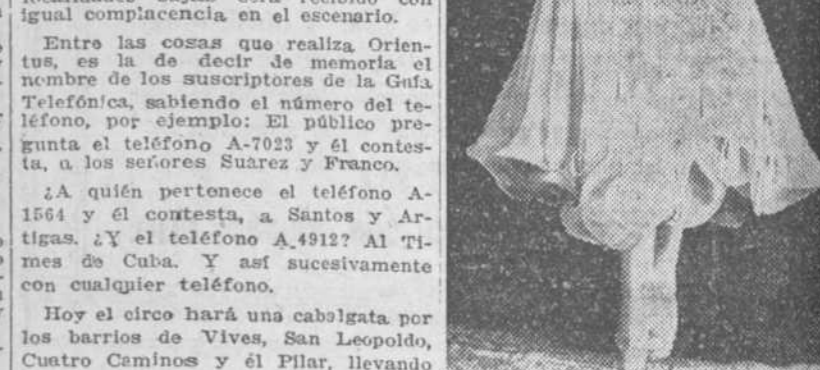 igual complacencia en el escenario.
Entre las cosas que realiza Orien-
tus, es la de decir de memoria el
nombre de los suscriptores de la Guía
Telefónica, sabiendo el número del te-
léfono, por ejemplo: El público pre-
gunta el teléfono A-7023 y él contes-
ta, a los señores Suarez y Franco.
¿A quién pertonece el teléfono A-
1564 y él contesta, a Santos y Ar-
tigas. ¿Y el teléfono A.4912? Al Ti-
mes de Cuba. Y así sucesivamente
con cualquier teléfono.
Hoy el circo hará una cabalgata por
los barrios de Vives, San Leopoldo,
Cuatro Caminos y él Pilar, llevando